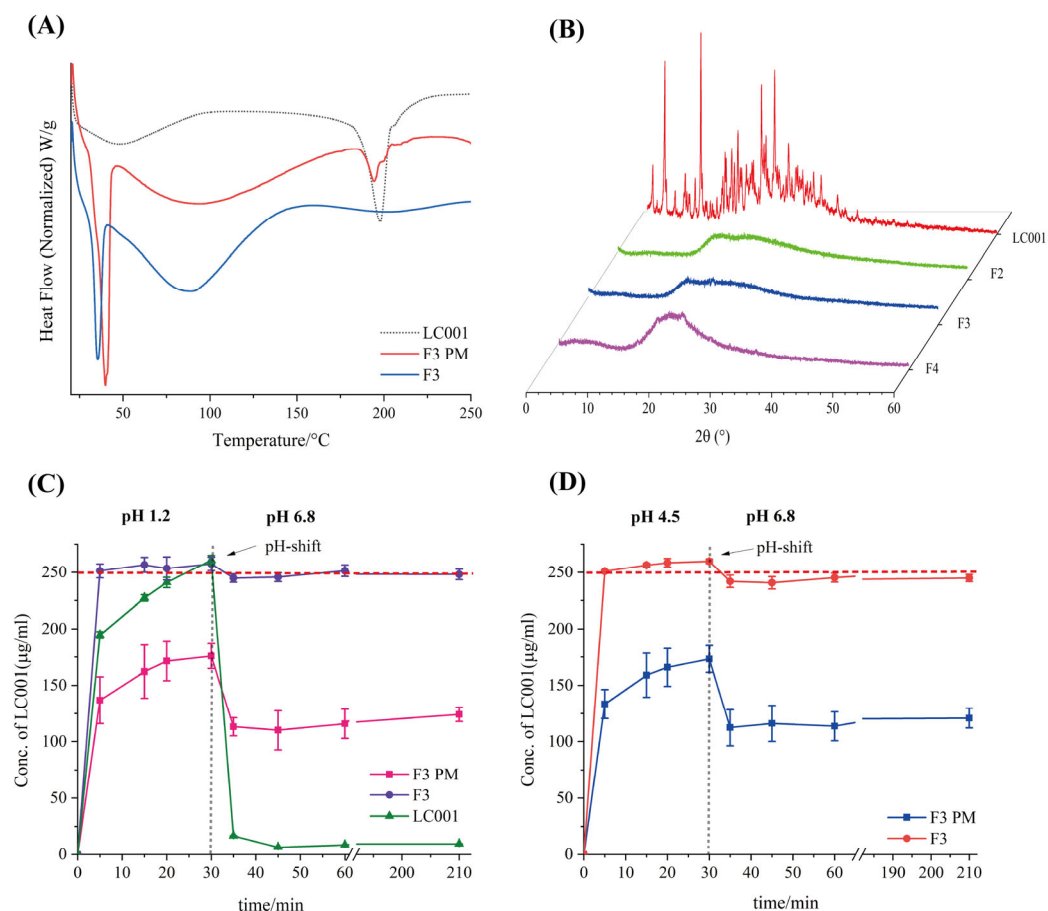 (A)
Heat Flow (Normalized) W/g
LC001
F3 PM
F3
50
100
150
200
250
Temperature/°C
(B)
LC001
F2
F3
F4
0
10
20
30
40
50
60
2θ (°)
(C)
pH 1.2
pH 6.8
pH-shift
Conc. of LC001(μg/ml)
250
200
150
100
50
0
F3 PM
F3
LC001
0
10
20
30
40
50
60
200
210
time/min
(D)
pH 4.5
pH 6.8
pH-shift
Conc. of LC001(μg/ml)
250
200
150
100
50
0
F3 PM
F3
0
10
20
30
40
50
60
190
200
210
time/min